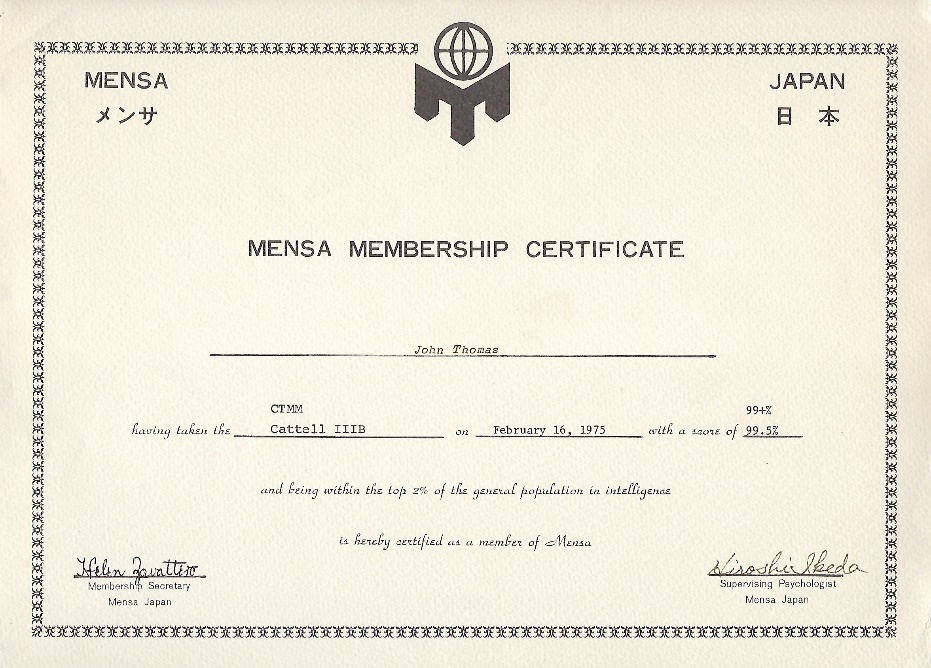 MENSA
メンサ
JAPAN
日 本
MENSA MEMBERSHIP CERTIFICATE
John Thomas
CTMM 99+%
having taken the Cattell IIIB on February 16, 1975 with a score of 99.5%
and being within the top 2% of the general population in intelligence
is hereby certified as a member of Mensa
Helen Zavattero
Membership Secretary
Mensa Japan
Hiroshi Ikeda
Supervising Psychologist
Mensa Japan